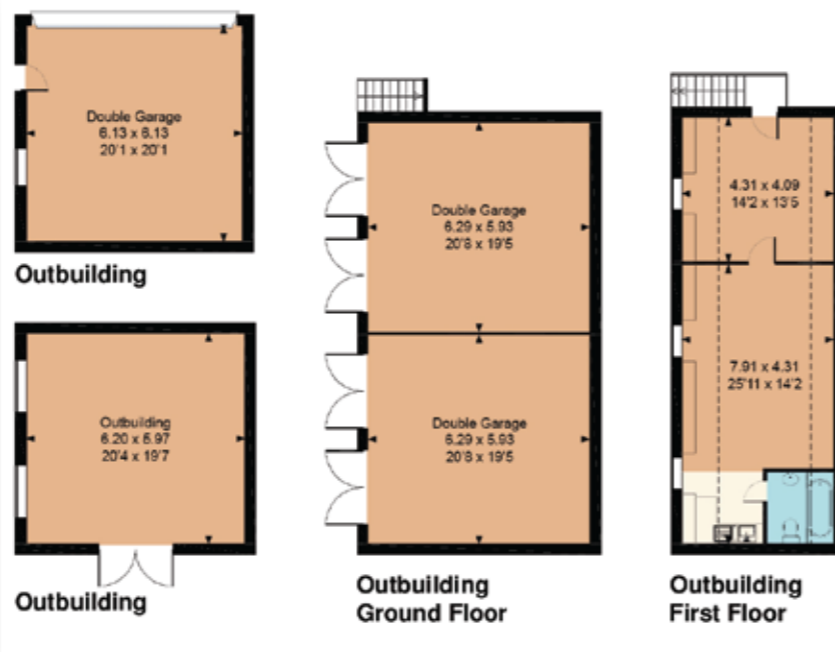 Double Garage
6.13 x 6.13
20'1 x 20'1
Outbuilding
Outbuilding
6.20 x 5.97
20'4 x 19'7
Outbuilding
Double Garage
6.29 x 5.93
20'8 x 19'5
Double Garage
6.29 x 5.93
20'8 x 19'5
Outbuilding
Ground Floor
4.31 x 4.09
14'2 x 13'5
7.91 x 4.31
25'11 x 14'2
Outbuilding
First Floor